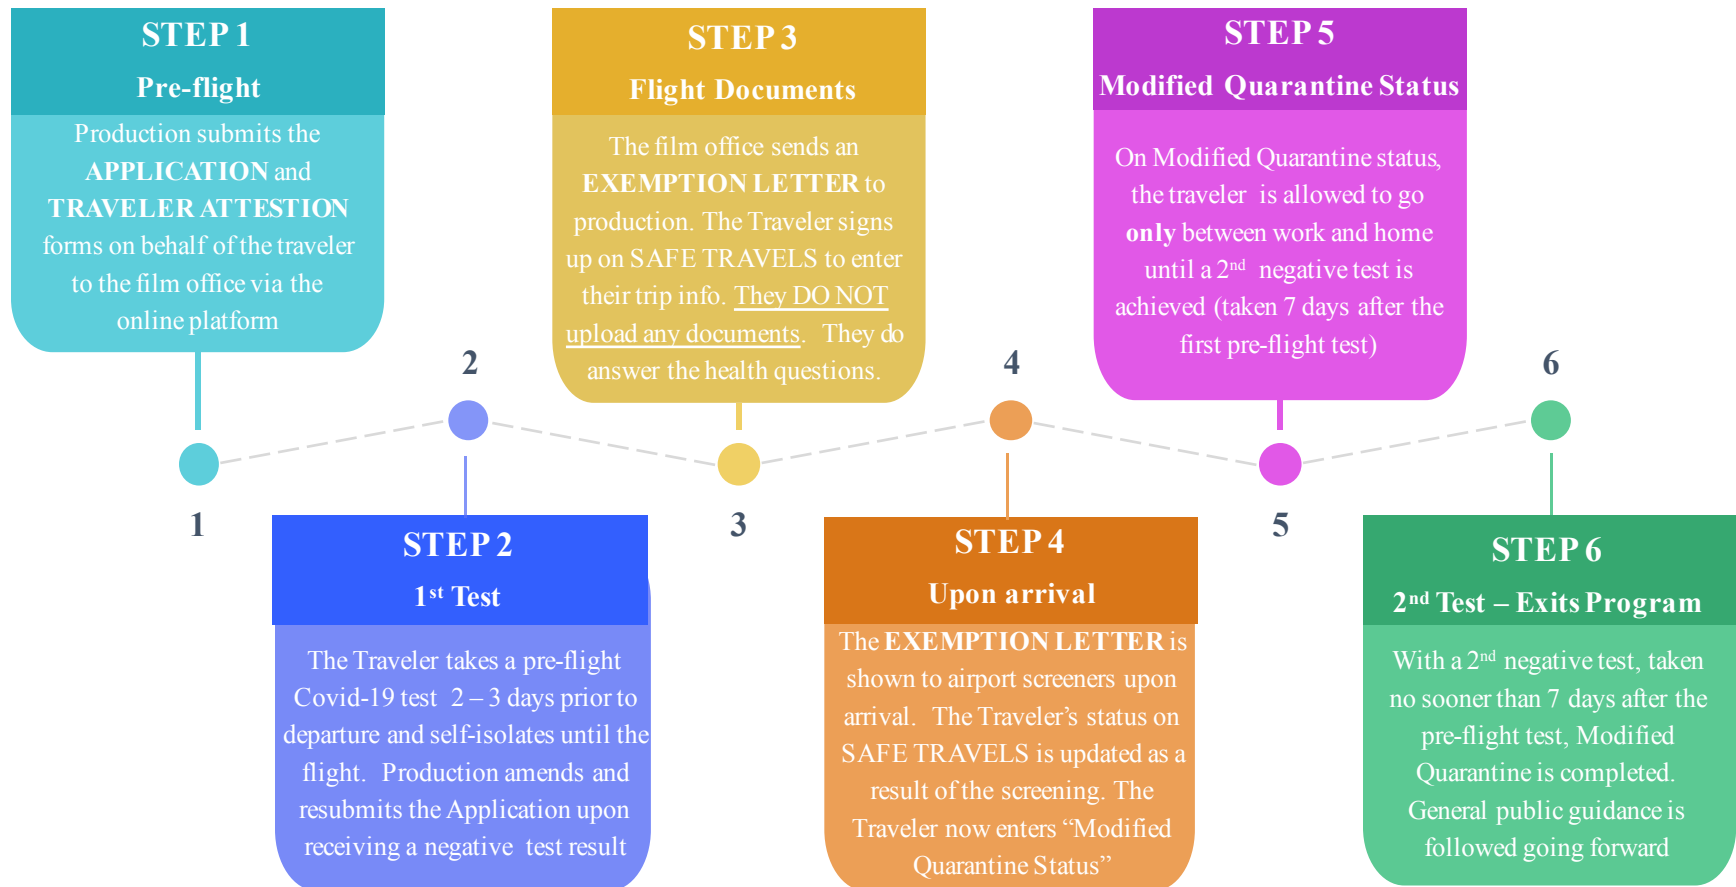 STEP 1
Pre-flight
Production submits the
APPLICATION and
TRAVELER ATTESTION
forms on behalf of the traveler
to the film office via the
online platform
1
2
STEP 2
1st Test
The Traveler takes a pre-flight
Covid-19 test 2 – 3 days prior to
departure and self-isolates until the
flight. Production amends and
resubmits the Application upon
receiving a negative test result
STEP 3
Flight Documents
The film office sends an
EXEMPTION LETTER to
production. The Traveler signs
up on SAFE TRAVELS to enter
their trip info. They DO NOT
upload any documents. They do
answer the health questions.
3
4
STEP 4
Upon arrival
The EXEMPTION LETTER is
shown to airport screeners upon
arrival. The Traveler’s status on
SAFE TRAVELS is updated as a
result of the screening. The
Traveler now enters “Modified
Quarantine Status”
STEP 5
Modified Quarantine Status
On Modified Quarantine status,
the traveler is allowed to go
only between work and home
until a 2nd negative test is
achieved (taken 7 days after the
first pre-flight test)
5
6
STEP 6
2nd Test – Exits Program
With a 2nd negative test, taken
no sooner than 7 days after the
pre-flight test, Modified
Quarantine is completed.
General public guidance is
followed going forward